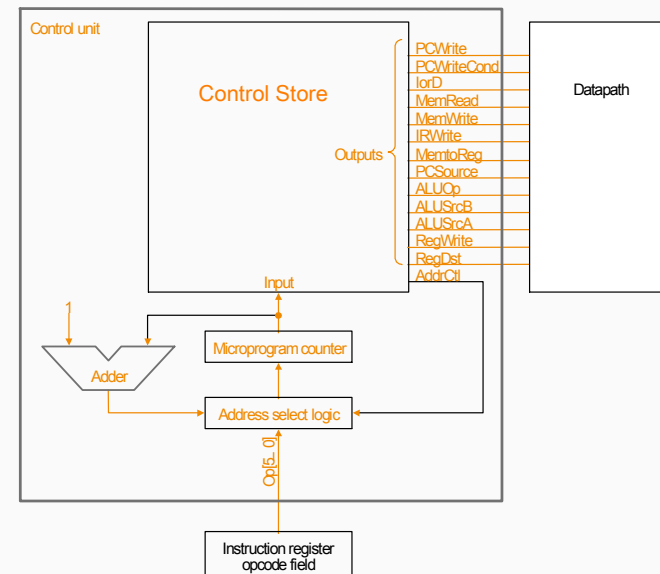 Control unit
Control Store
Outputs
PCWrite
PCWriteCond
IorD
MemRead
MemWrite
IRWrite
MemtoReg
PCSource
ALUOp
ALUSrcB
ALUSrcA
RegWrite
RegDst
AddrCtl
Datapath
Input
1
Microprogram counter
Adder
Address select logic
Op[5..0]
Instruction register
opcode field